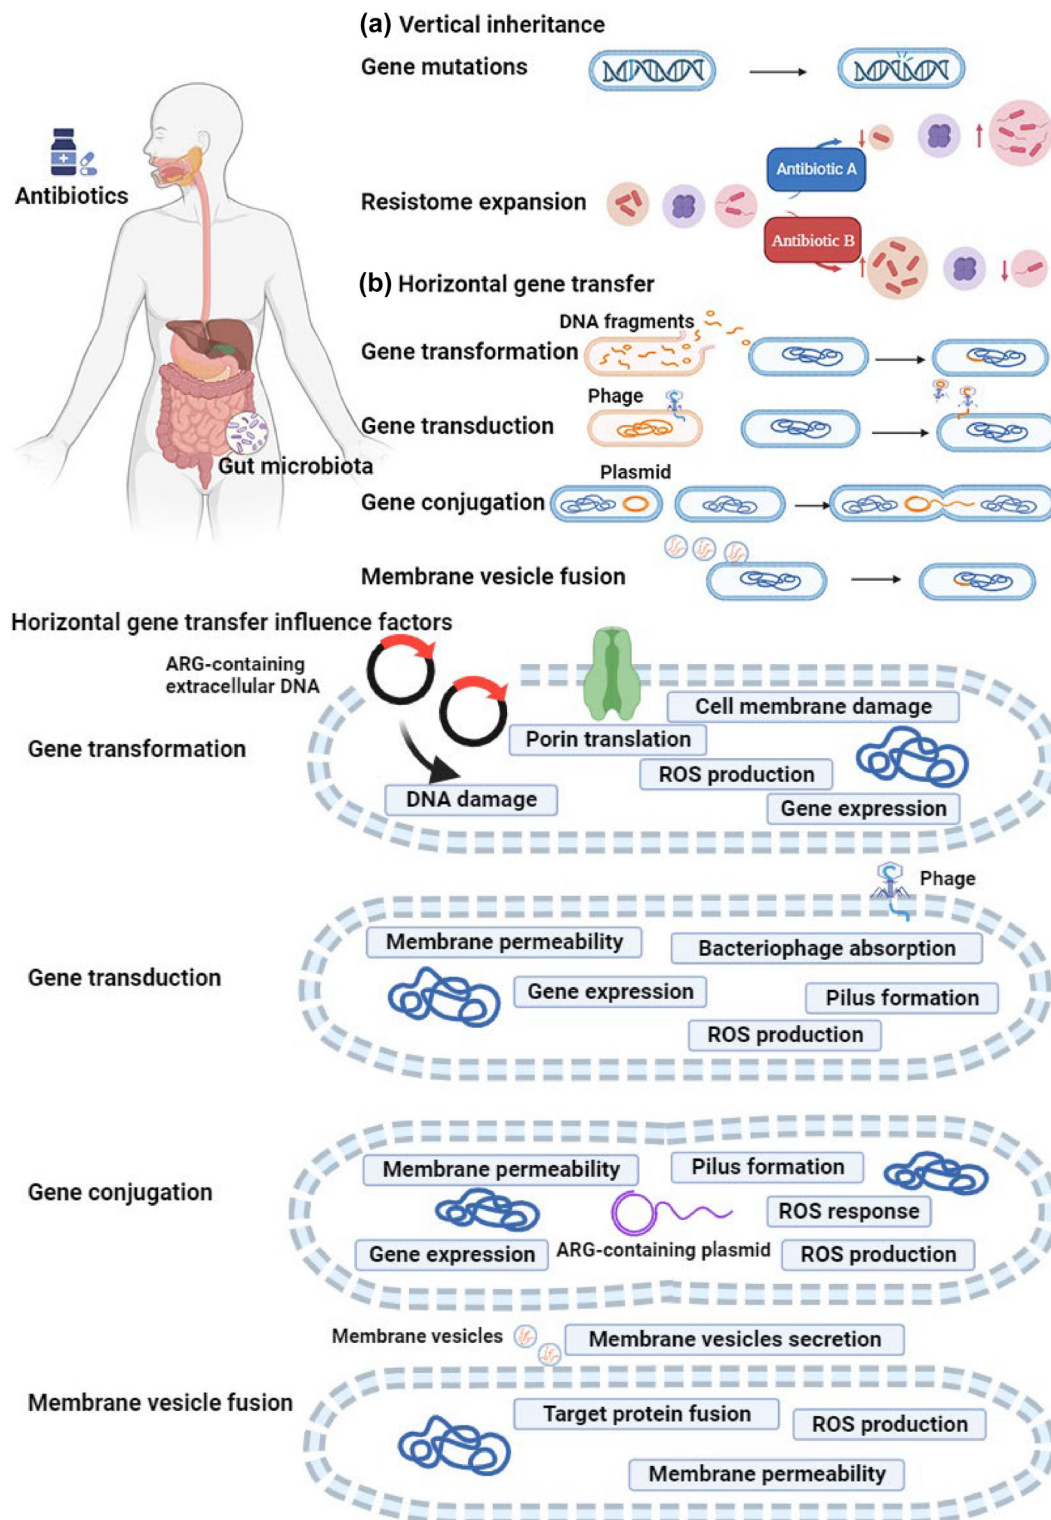 (a) Vertical inheritance
Gene mutations
Antibiotics
Antibiotic A
Resistome expansion
Antibiotic B
(b) Horizontal gene transfer
DNA fragments
Gene transformation
Phage
Gene transduction
Gut microbiota
Plasmid
Gene conjugation
Membrane vesicle fusion
Horizontal gene transfer influence factors
ARG-containing
extracellular DNA
Cell membrane damage
Gene transformation
Porin translation
ROS production
DNA damage
Gene expression
Phage
Membrane permeability
Bacteriophage absorption
Gene transduction
Gene expression
Pilus formation
ROS production
Membrane permeability
Pilus formation
Gene conjugation
ROS response
Gene expression
ARG-containing plasmid
ROS production
Membrane vesicles
Membrane vesicles secretion
Membrane vesicle fusion
Target protein fusion
ROS production
Membrane permeability